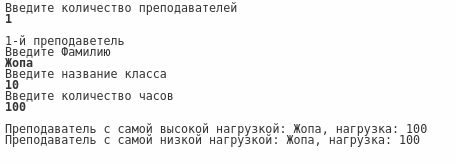 Введите количество преподавателей
1
1-й преподаветель
Введите Фамилию
Жопа
Введите название класса
10
Введите количество часов
100
Преподаватель с самой высокой нагрузкой: Жопа, нагрузка: 100
Преподаватель с самой низкой нагрузкой: Жопа, нагрузка: 100